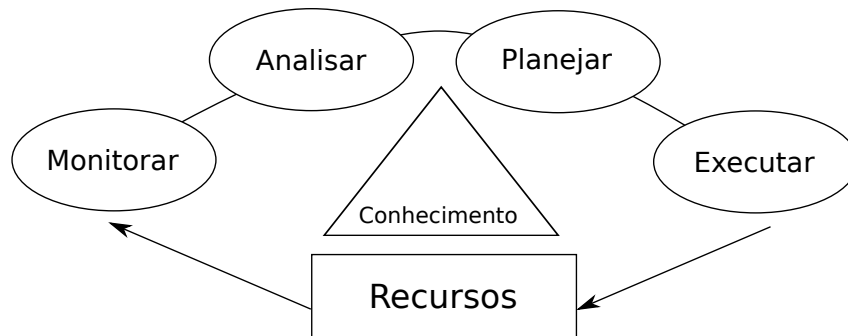 Analisar
Planejar
Monitorar
Executar
Conhecimento
Recursos